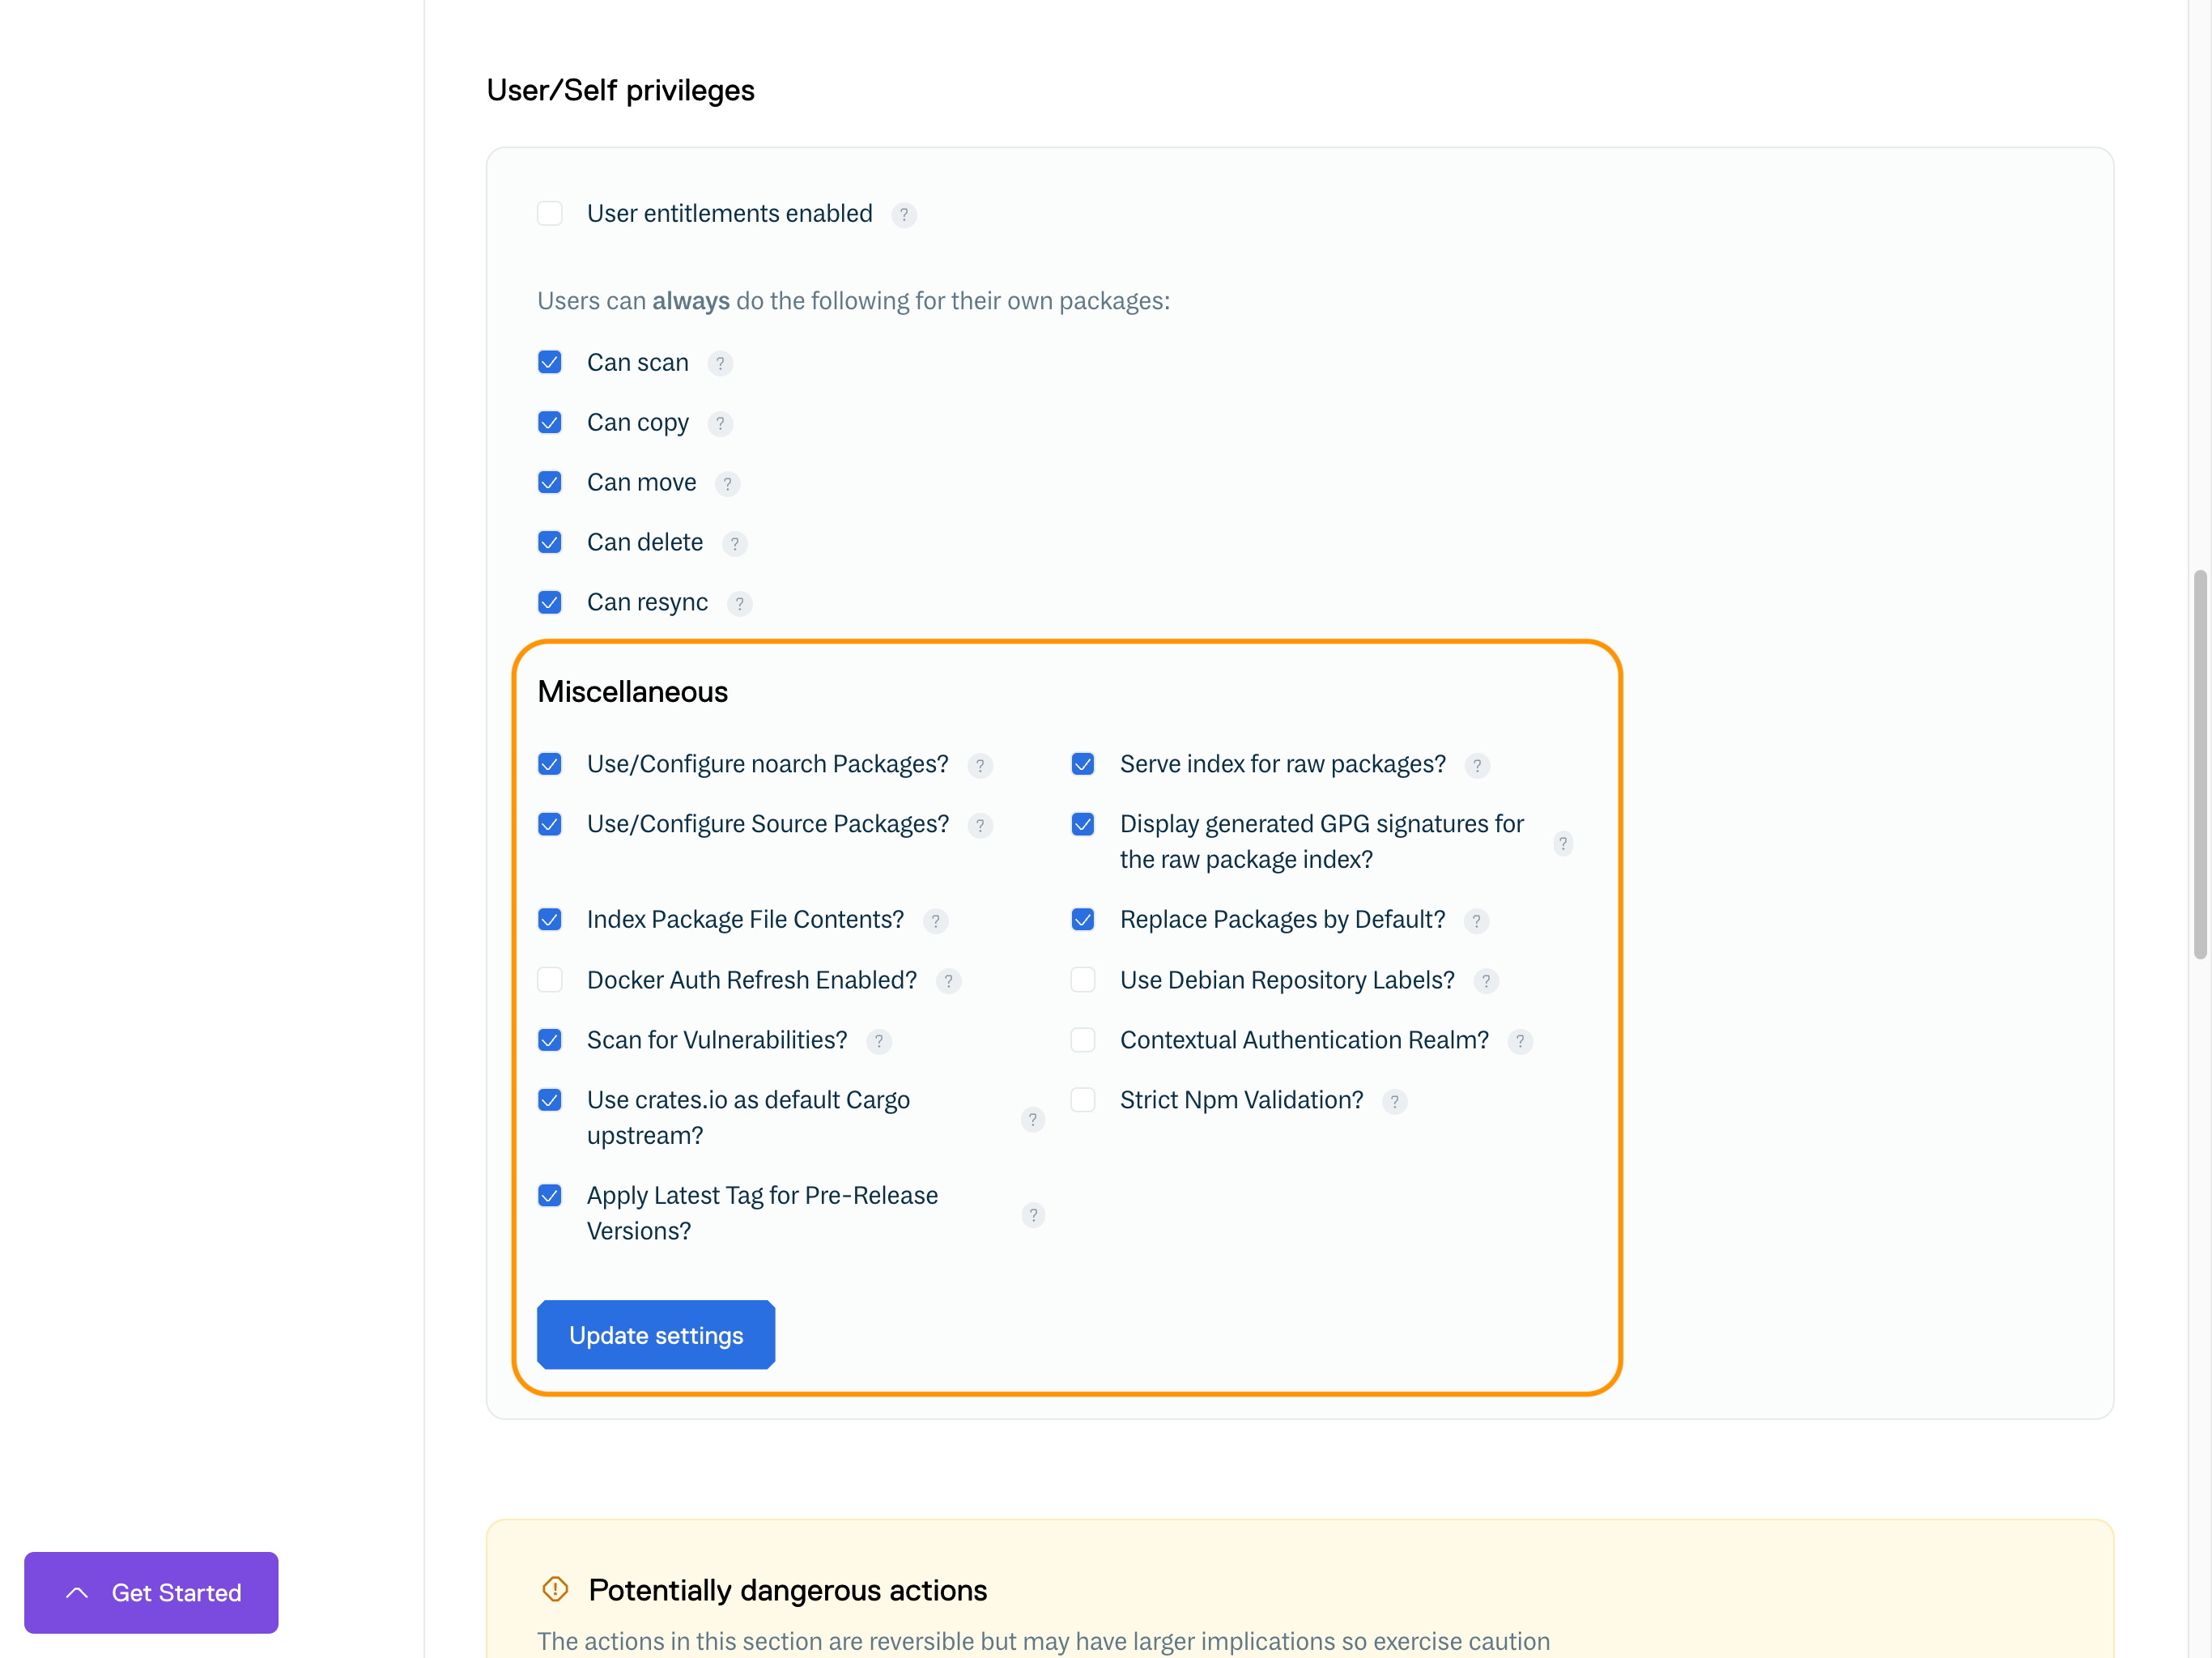 User/Self privileges
User entitlements enabled ?
Users can always do the following for their own packages:
Can scan ?
Can copy ?
Can move ?
Can delete ?
Can resync ?
Miscellaneous
Use/Configure noarch Packages? ?
Serve index for raw packages? ?
Use/Configure Source Packages? ?
Display generated GPG signatures for
the raw package index? ?
Index Package File Contents? ?
Replace Packages by Default? ?
Docker Auth Refresh Enabled? ?
Use Debian Repository Labels? ?
Scan for Vulnerabilities? ?
Contextual Authentication Realm? ?
Use crates.io as default Cargo
upstream? ?
Strict Npm Validation? ?
Apply Latest Tag for Pre-Release
Versions? ?
Update settings
Get Started
Potentially dangerous actions
The actions in this section are reversible but may have larger implications so exercise caution